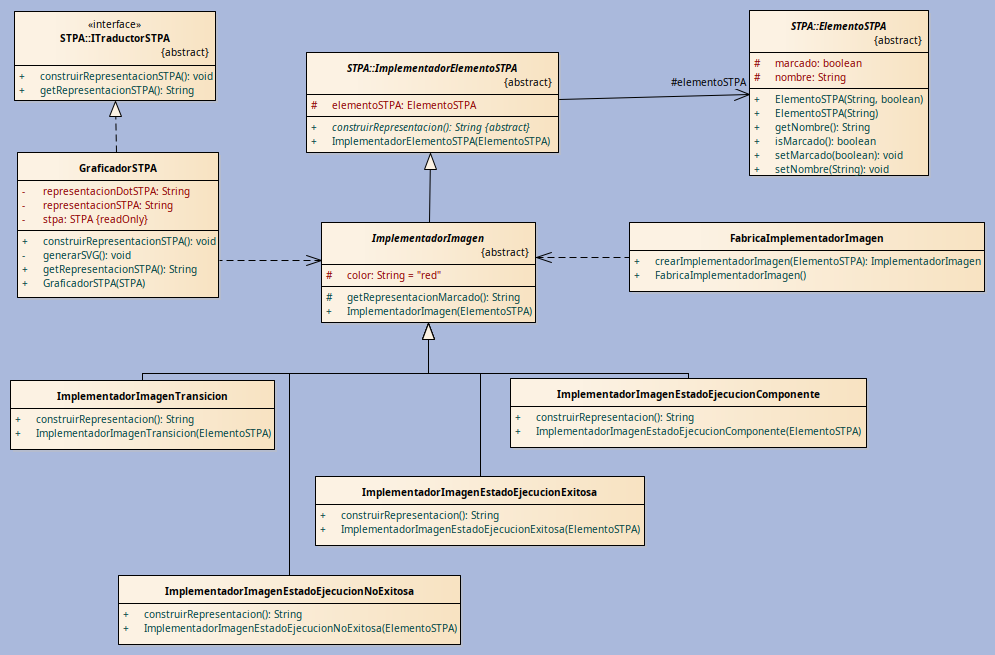 «interface»
STPA::ITraductorSTPA
{abstract}
+ construirRepresentacionSTPA(): void
+ getRepresentacionSTPA(): String
STPA::ImplementadorElementoSTPA
{abstract}
# elementoSTPA: ElementoSTPA
+ construirRepresentacion(): String {abstract}
+ ImplementadorElementoSTPA(ElementoSTPA)
#elementoSTPA
STPA::ElementoSTPA
{abstract}
# marcado: boolean
# nombre: String
+ ElementoSTPA(String, boolean)
+ ElementoSTPA(String)
+ getNombre(): String
+ isMarcado(): boolean
+ setMarcado(boolean): void
+ setNombre(String): void
GraficadorSTPA
- representacionDotSTPA: String
- representacionSTPA: String
- stpa: STPA {readOnly}
+ construirRepresentacionSTPA(): void
- generarSVG(): void
+ getRepresentacionSTPA(): String
+ GraficadorSTPA(STPA)
ImplementadorImagen
{abstract}
# color: String = "red"
# getRepresentacionMarcado(): String
+ ImplementadorImagen(ElementoSTPA)
FabricaImplementadorImagen
+ crearImplementadorImagen(ElementoSTPA): ImplementadorImagen
+ FabricaImplementadorImagen()
ImplementadorImagenTransicion
+ construirRepresentacion(): String
+ ImplementadorImagenTransicion(ElementoSTPA)
ImplementadorImagenEstadoEjecucionComponente
+ construirRepresentacion(): String
+ ImplementadorImagenEstadoEjecucionComponente(ElementoSTPA)
ImplementadorImagenEstadoEjecucionExitosa
+ construirRepresentacion(): String
+ ImplementadorImagenEstadoEjecucionExitosa(ElementoSTPA)
ImplementadorImagenEstadoEjecucionNoExitosa
+ construirRepresentacion(): String
+ ImplementadorImagenEstadoEjecucionNoExitosa(ElementoSTPA)